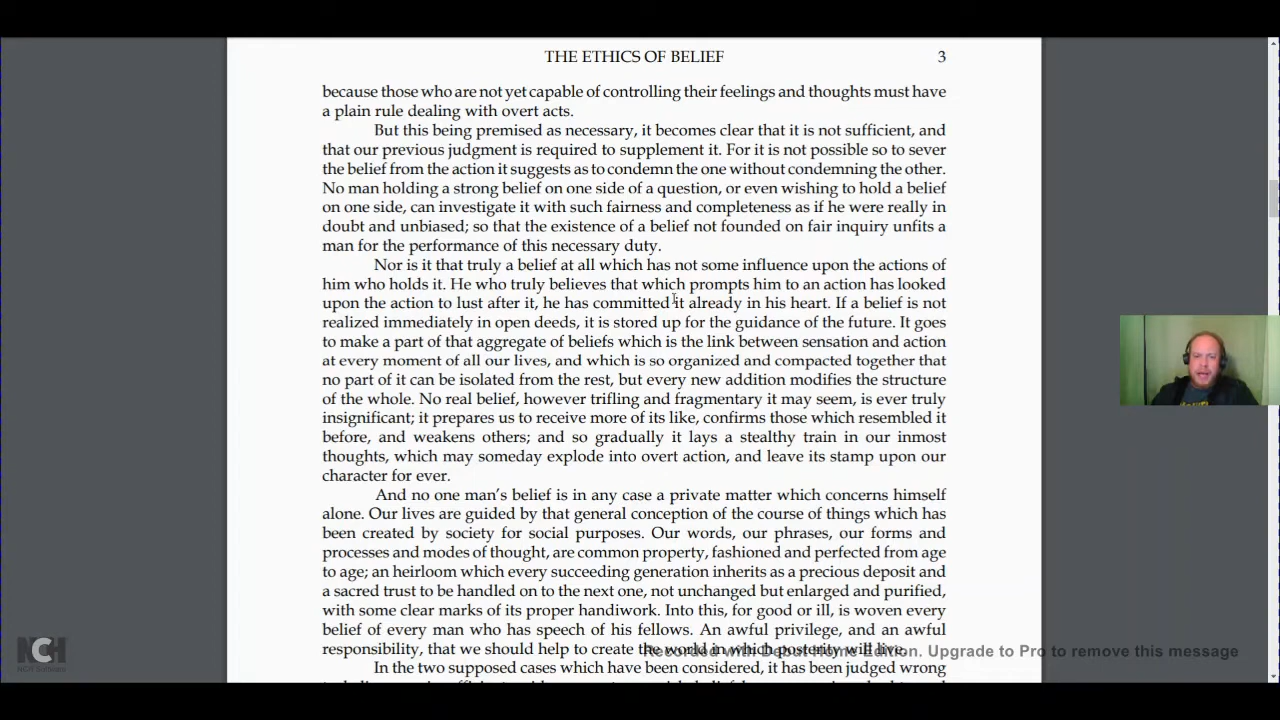 THE ETHICS OF BELIEF 3
because those who are not yet capable of controlling their feelings and thoughts must have
a plain rule dealing with overt acts.
But this being premised as necessary, it becomes clear that it is not sufficient, and
that our previous judgment is required to supplement it. For it is not possible so to sever
the belief from the action it suggests as to condemn the one without condemning the other.
No man holding a strong belief on one side of a question, or even wishing to hold a belief
on one side, can investigate it with such fairness and completeness as if he were really in
doubt and unbiased; so that the existence of a belief not founded on fair inquiry unfits a
man for the performance of this necessary duty.
Nor is it that truly a belief at all which has not some influence upon the actions of
him who holds it. He who truly believes that which prompts him to an action has looked
upon the action to lust after it, he has committed it already in his heart. If a belief is not
realized immediately in open deeds, it is stored up for the guidance of the future. It goes
to make a part of that aggregate of beliefs which is the link between sensation and action
at every moment of all our lives, and which is so organized and compacted together that
no part of it can be isolated from the rest, but every new addition modifies the structure
of the whole. No real belief, however trifling and fragmentary it may seem, is ever truly
insignificant; it prepares us to receive more of its like, confirms those which resembled it
before, and weakens others; and so gradually it lays a stealthy train in our inmost
thoughts, which may someday explode into overt action, and leave its stamp upon our
character for ever.
And no one man's belief is in any case a private matter which concerns himself
alone. Our lives are guided by that general conception of the course of things which has
been created by society for social purposes. Our words, our phrases, our forms and
processes and modes of thought, are common property, fashioned and perfected from age
to age; an heirloom which every succeeding generation inherits as a precious deposit and
a sacred trust to be handled on to the next one, not unchanged but enlarged and purified,
with some clear marks of its proper handiwork. Into this, for good or ill, is woven every
belief of every man who has speech of his fellows. An awful privilege, and an awful
responsibility, that we should help to create the world in which posterity will live.
Recorded with Debut Home Edition. Upgrade to Pro to remove this message
In the two supported cases which have been considered, it has been judged wrong
NCH
NCH Software